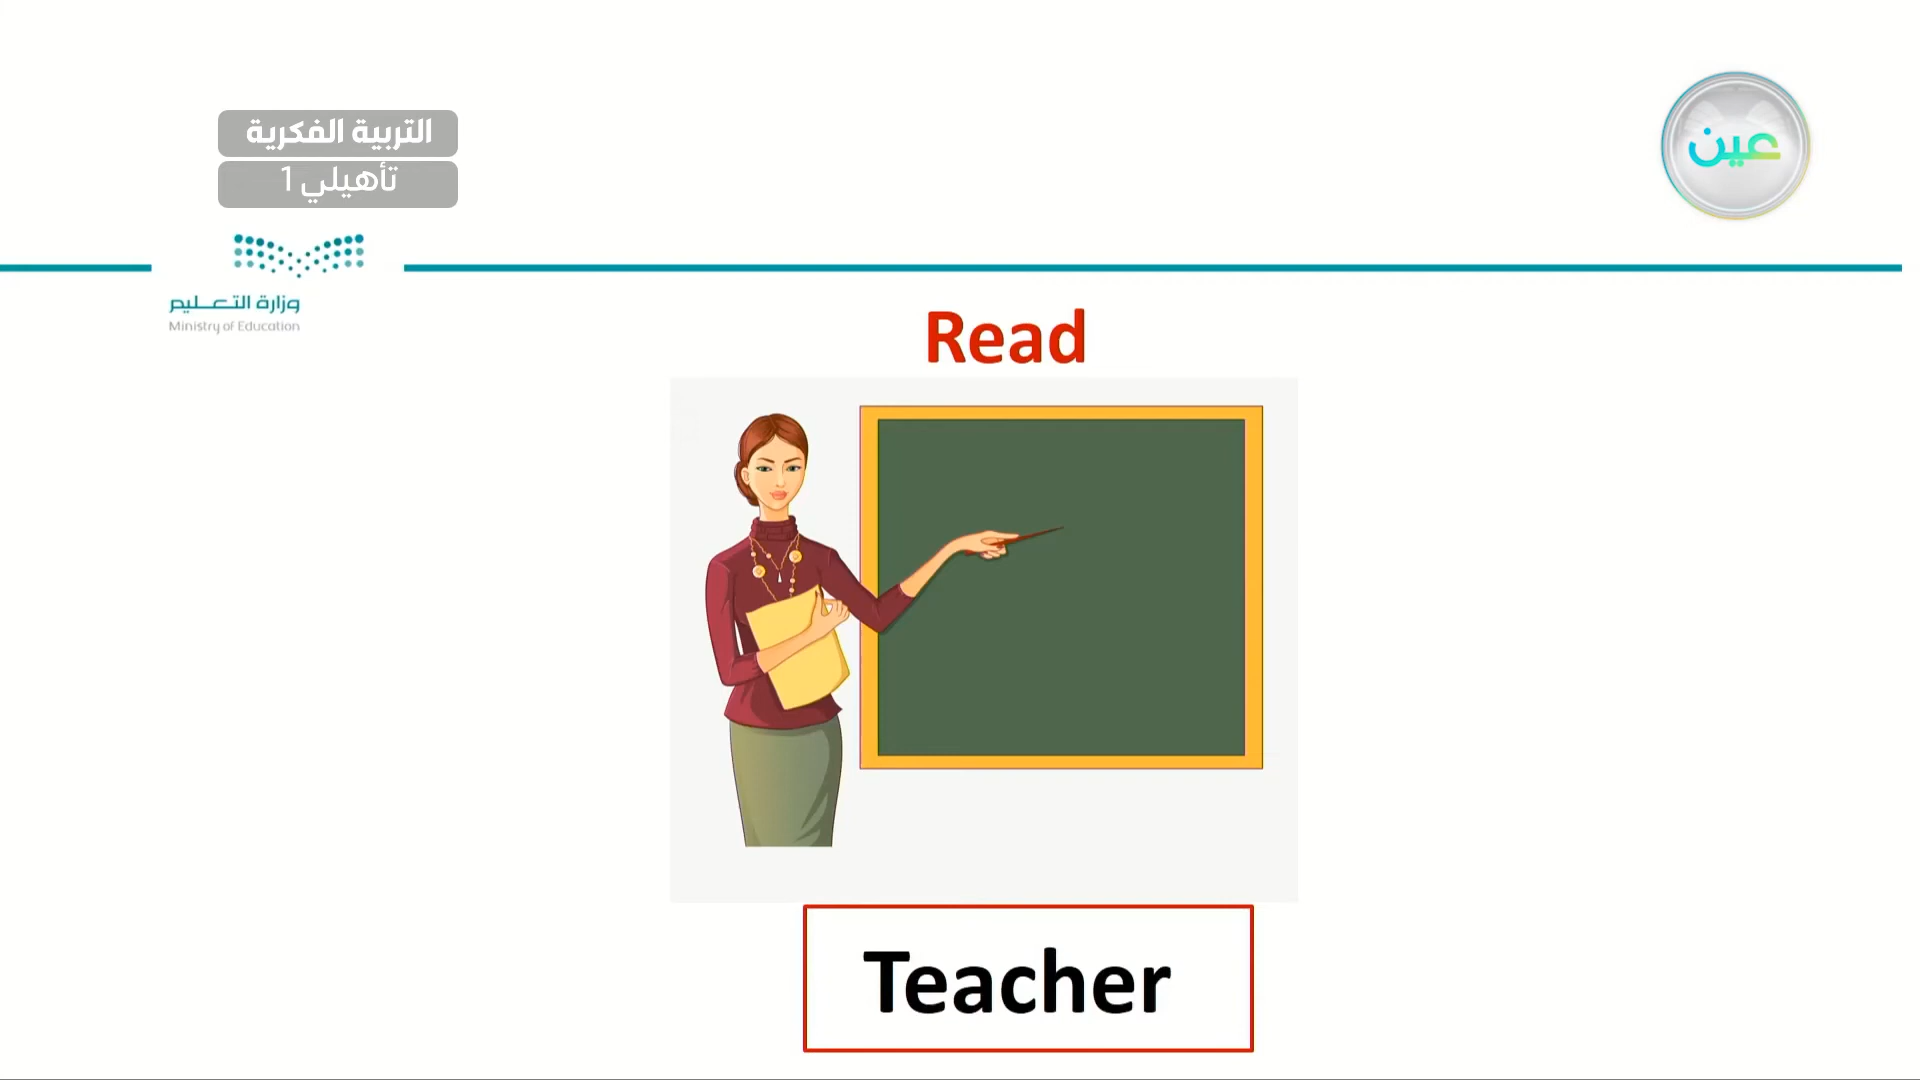 التربية الفكرية
تأهيلي 1
عين
وزارة التعليم
Ministry of Education
Read
Teacher